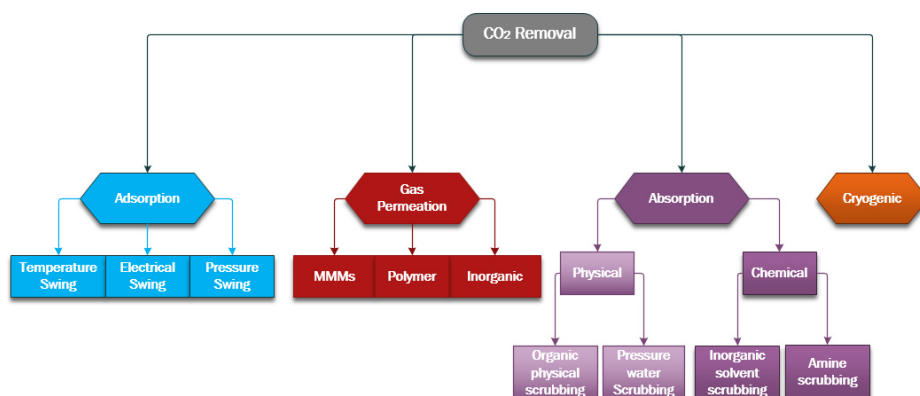 CO₂ Removal
Adsorption
Gas
Permeation
Absorption
Cryogenic
Temperature
Swing
Electrical
Swing
Pressure
Swing
MMMs
Polymer
Inorganic
Physical
Chemical
Organic
physical
scrubbing
Pressure
water
Scrubbing
Inorganic
solvent
scrubbing
Amine
scrubbing